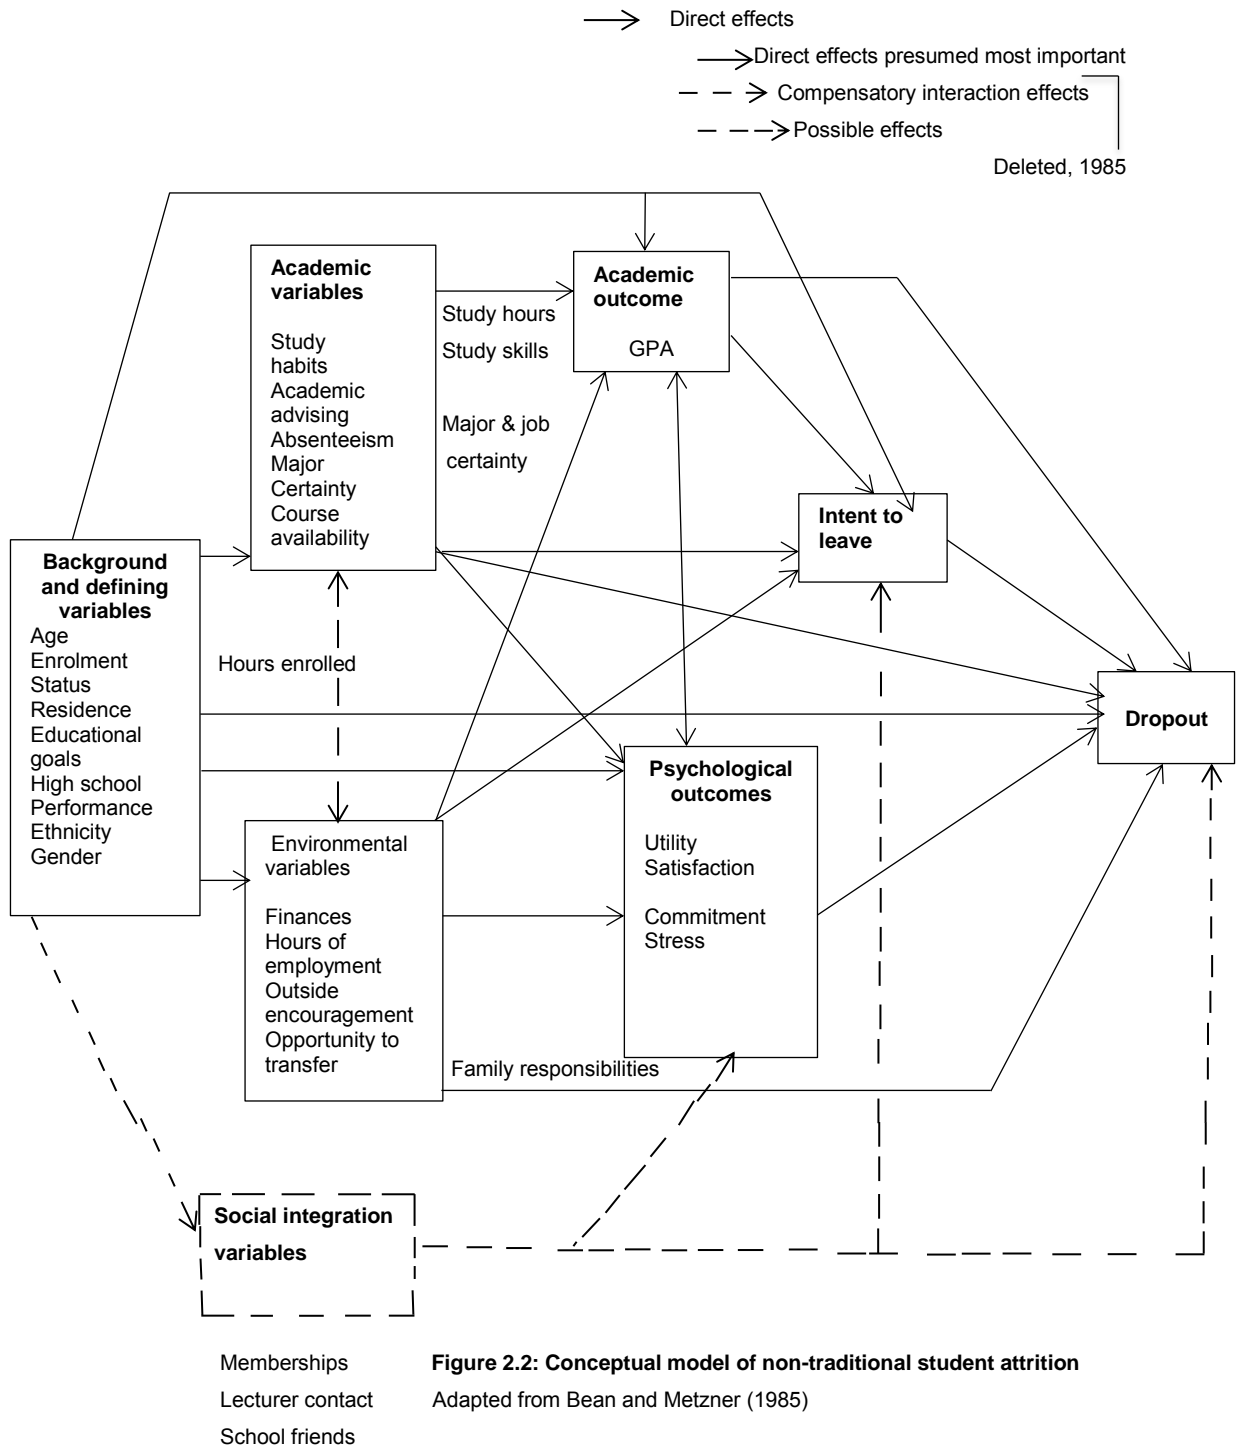 Direct effects
Direct effects presumed most important
Compensatory interaction effects
Possible effects
Deleted, 1985
Academic
variables
Study
habits
Academic
advising
Absenteeism
Major
Certainty
Course
availability
Study hours
Study skills
Major & job
certainty
Academic
outcome
GPA
Intent to
leave
Background
and defining
variables
Age
Enrolment
Status
Residence
Educational
goals
High school
Performance
Ethnicity
Gender
Hours enrolled
Dropout
Psychological
outcomes
Utility
Satisfaction
Commitment
Stress
Environmental
variables
Finances
Hours of
employment
Outside
encouragement
Opportunity to
transfer
Family responsibilities
Social integration
variables
Memberships
Lecturer contact
School friends
Figure 2.2: Conceptual model of non-traditional student attrition
Adapted from Bean and Metzner (1985)